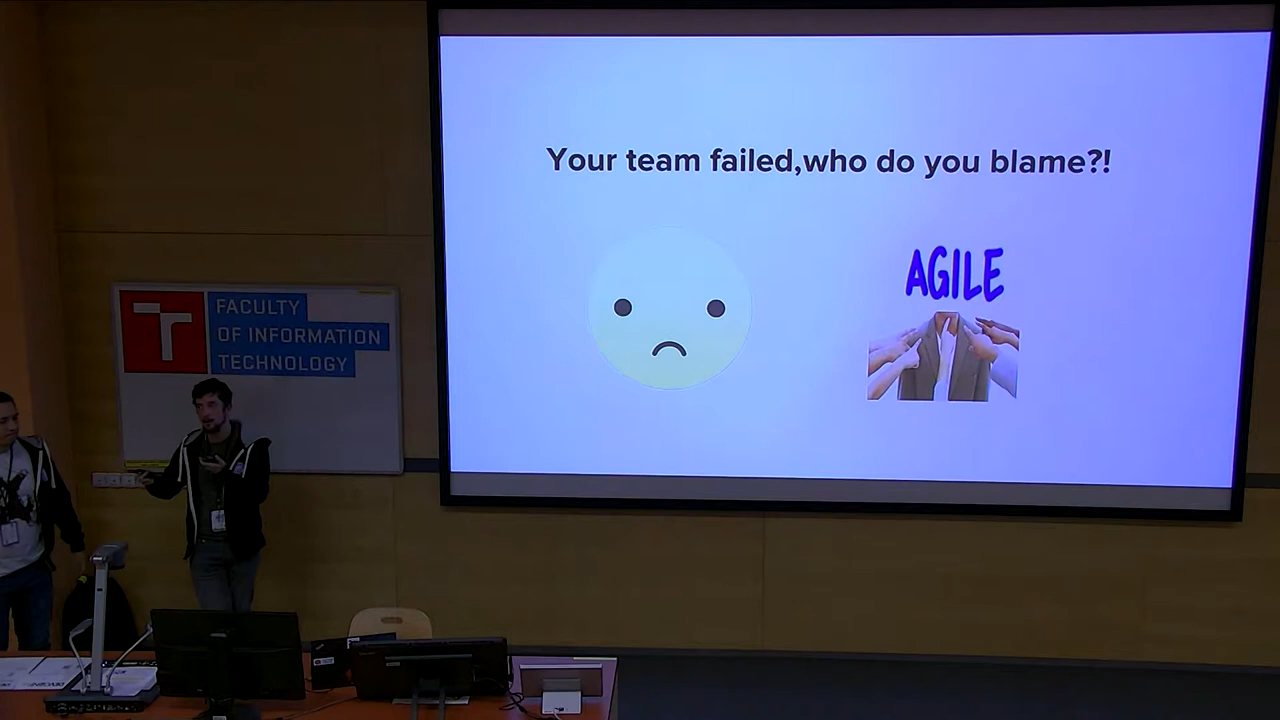 Your team failed,who do you blame?!
AGILE
FACULTY
OF INFORMATION
TECHNOLOGY